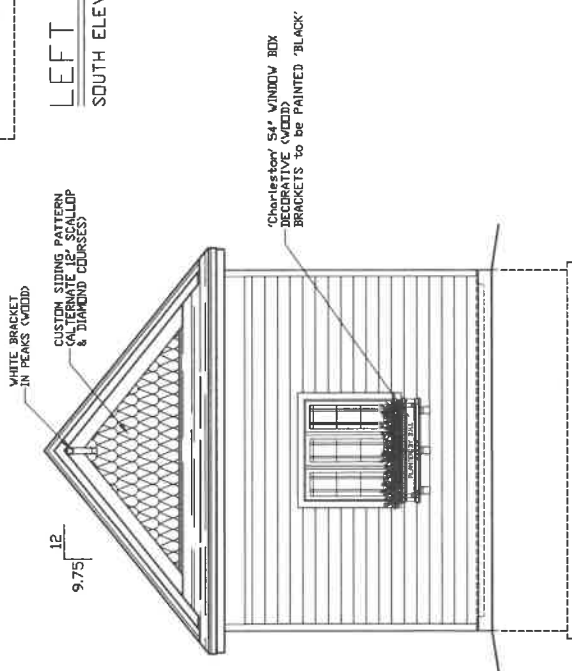 LEFT
SOUTH ELEV
WHITE BRACKET
IN PEAKS (WOOD)
CUSTOM SIDING PATTERN
(ALTERNATE 12" SCALLOP
& DIAMOND COURSES)
12
9.75
'Charleston' 54" WINDOW BOX
DECORATIVE (WOOD)
BRACKETS to be PAINTED 'BLACK'